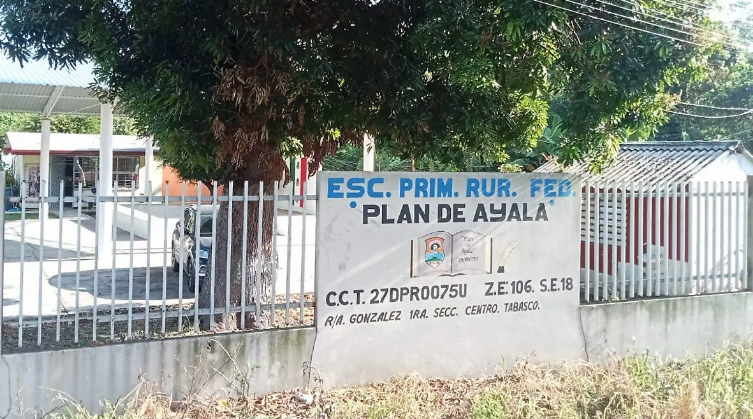 ESC. PRIM. RUR. FED.
"PLAN DE AYALA"
C.C.T. 27DPR0075U Z.E. 106. S.E. 18
R/A. GONZALEZ 1RA. SECC. CENTRO. TABASCO.